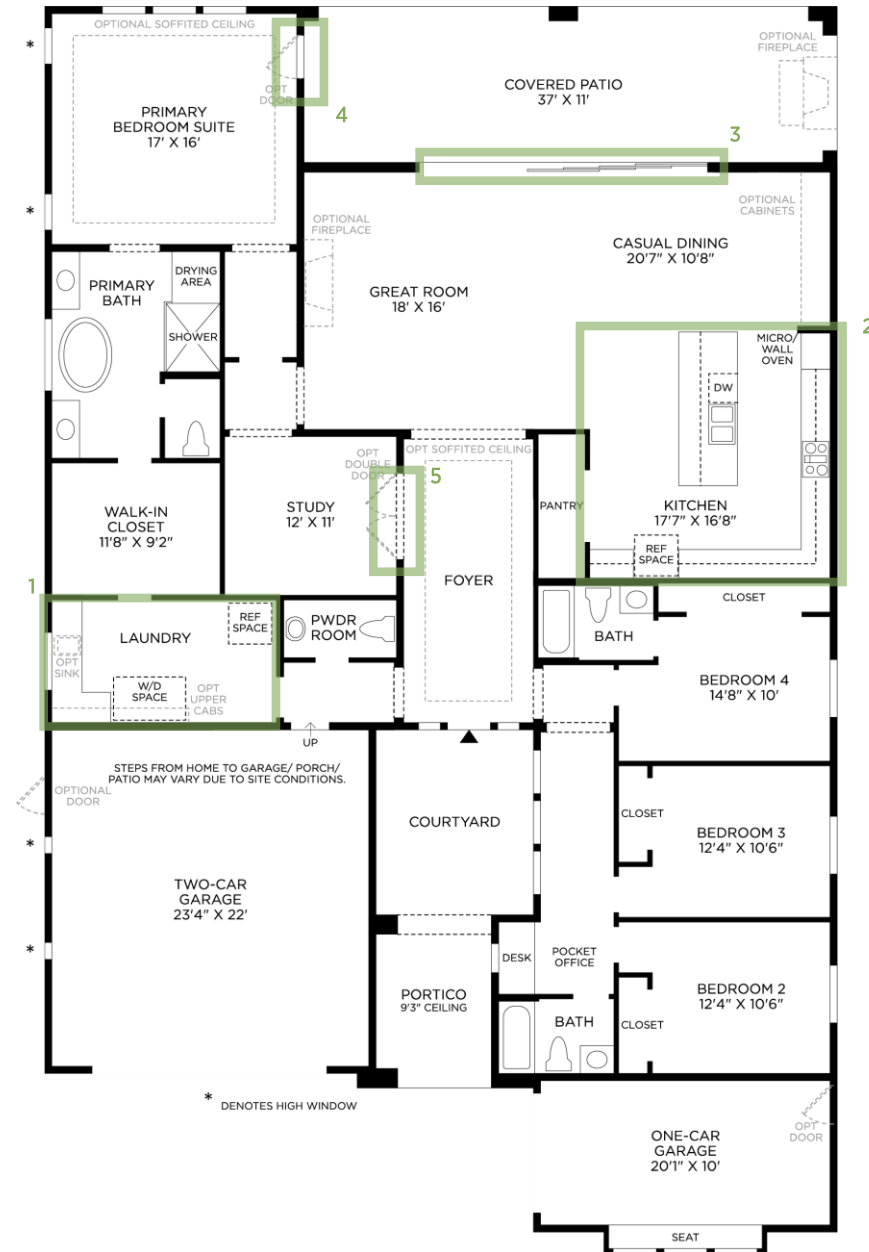 OPTIONAL SOFFITED CEILING
*
OPT
DOOR
4
PRIMARY
BEDROOM SUITE
17' X 16'
*
COVERED PATIO
37' X 11'
OPTIONAL
FIREPLACE
3
OPTIONAL
FIREPLACE
OPTIONAL
CABINETS
CASUAL DINING
20'7" X 10'8"
GREAT ROOM
18' X 16'
PRIMARY
BATH
DRYING
AREA
SHOWER
2
MICRO/
WALL
OVEN
DW
KITCHEN
17'7" X 16'8"
REF
SPACE
PANTRY
OPT SOFFITED CEILING
OPT
DOUBLE
DOOR
5
STUDY
12' X 11'
FOYER
WALK-IN
CLOSET
11'8" X 9'2"
1
LAUNDRY
REF
SPACE
OPT
SINK
W/D
SPACE
OPT
UPPER
CABS
PWDR
ROOM
UP
BATH
CLOSET
BEDROOM 4
14'8" X 10'
STEPS FROM HOME TO GARAGE/ PORCH/
PATIO MAY VARY DUE TO SITE CONDITIONS.
OPTIONAL
DOOR
*
*
TWO-CAR
GARAGE
23'4" X 22'
COURTYARD
CLOSET
BEDROOM 3
12'4" X 10'6"
DESK
POCKET
OFFICE
PORTICO
9'3" CEILING
BATH
CLOSET
BEDROOM 2
12'4" X 10'6"
* DENOTES HIGH WINDOW
ONE-CAR
GARAGE
20'1" X 10'
OPT
DOOR
SEAT